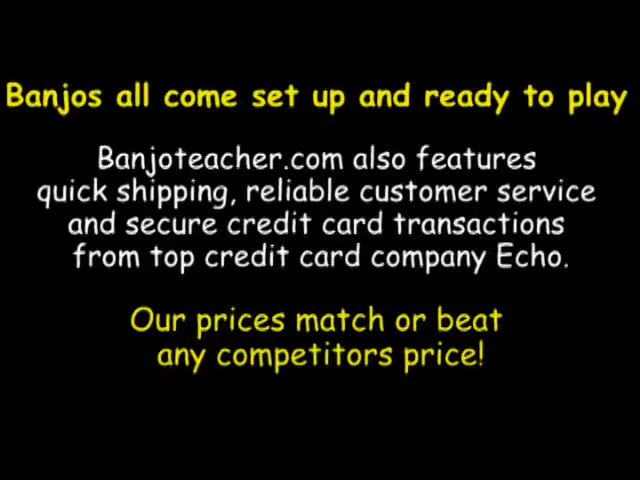 Banjos all come set up and ready to play
Banjoteacher.com also features
quick shipping, reliable customer service
and secure credit card transactions
from top credit card company Echo.
Our prices match or beat
any competitors price!